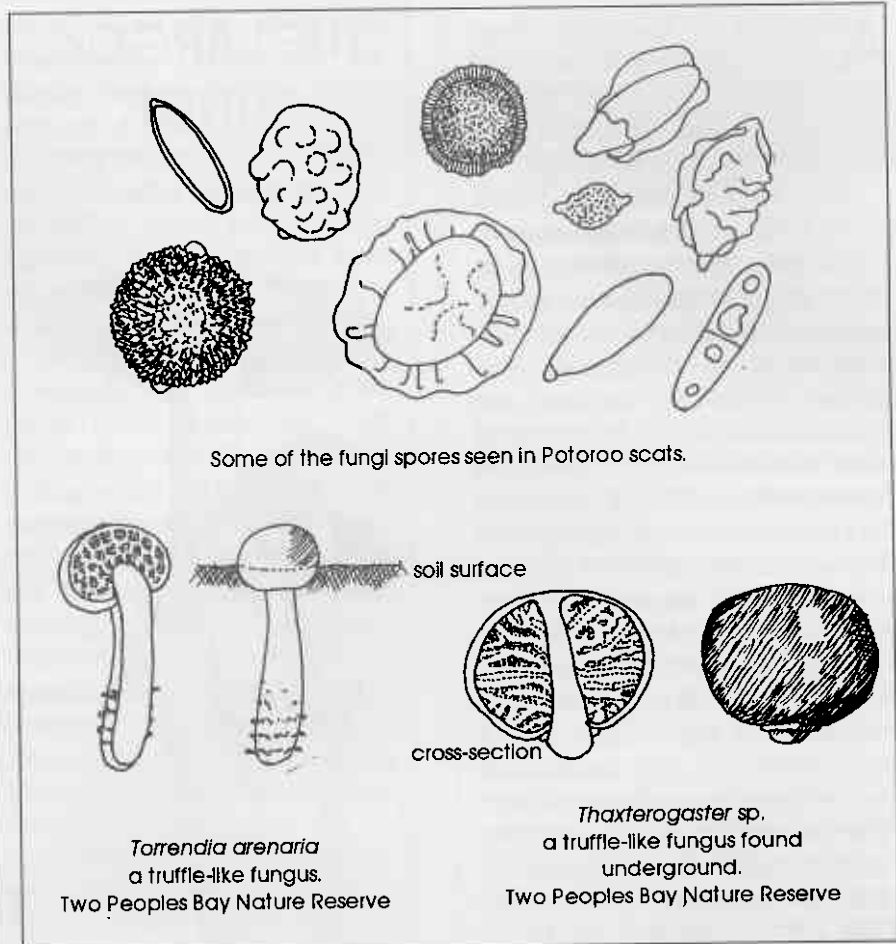 Some of the fungi spores seen in Potoroo scats.
soil surface
cross-section
Torrendia arenaria
a truffle-like fungus.
Two Peoples Bay Nature Reserve
Thaxterogaster sp.
a truffle-like fungus found
underground.
Two Peoples Bay Nature Reserve